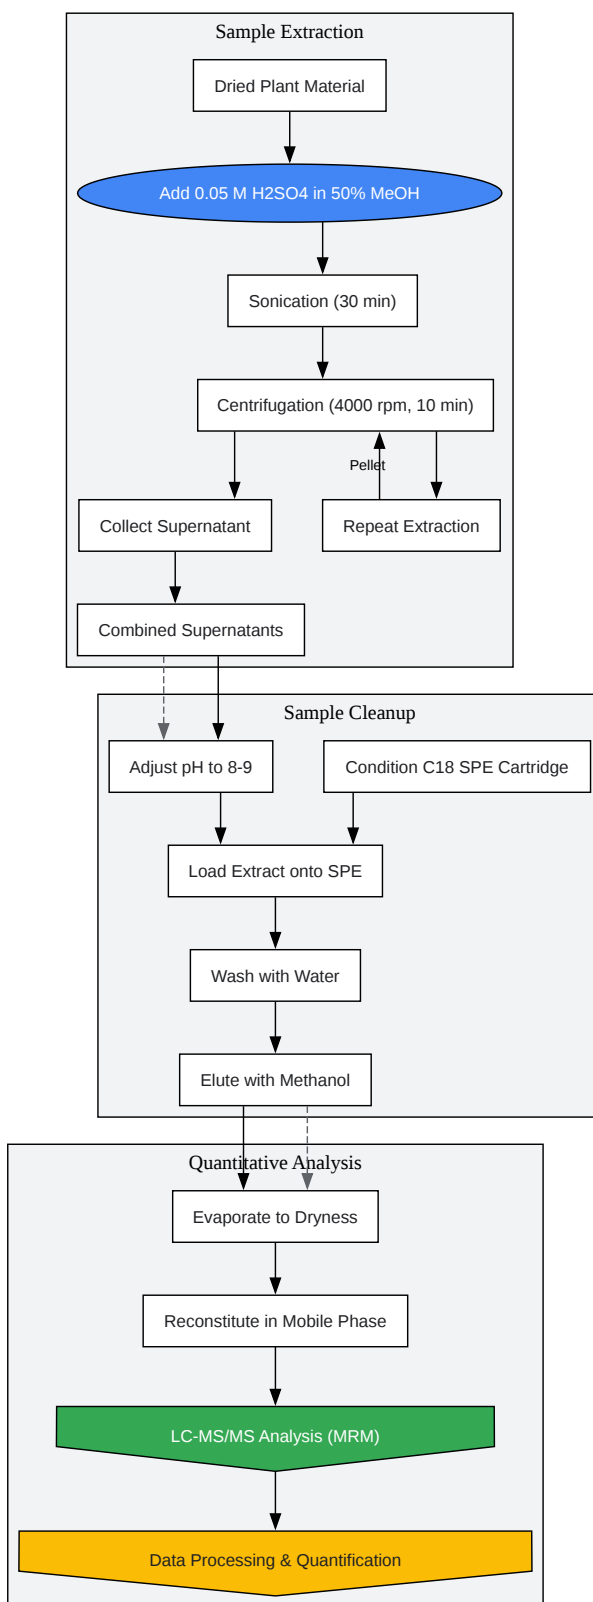 Sample Extraction
Dried Plant Material
Add 0.05 M H2SO4 in 50% MeOH
Sonication (30 min)
Centrifugation (4000 rpm, 10 min)
Pellet
Collect Supernatant
Repeat Extraction
Combined Supernatants
Sample Cleanup
Adjust pH to 8-9
Condition C18 SPE Cartridge
Load Extract onto SPE
Wash with Water
Elute with Methanol
Quantitative Analysis
Evaporate to Dryness
Reconstitute in Mobile Phase
LC-MS/MS Analysis (MRM)
Data Processing & Quantification